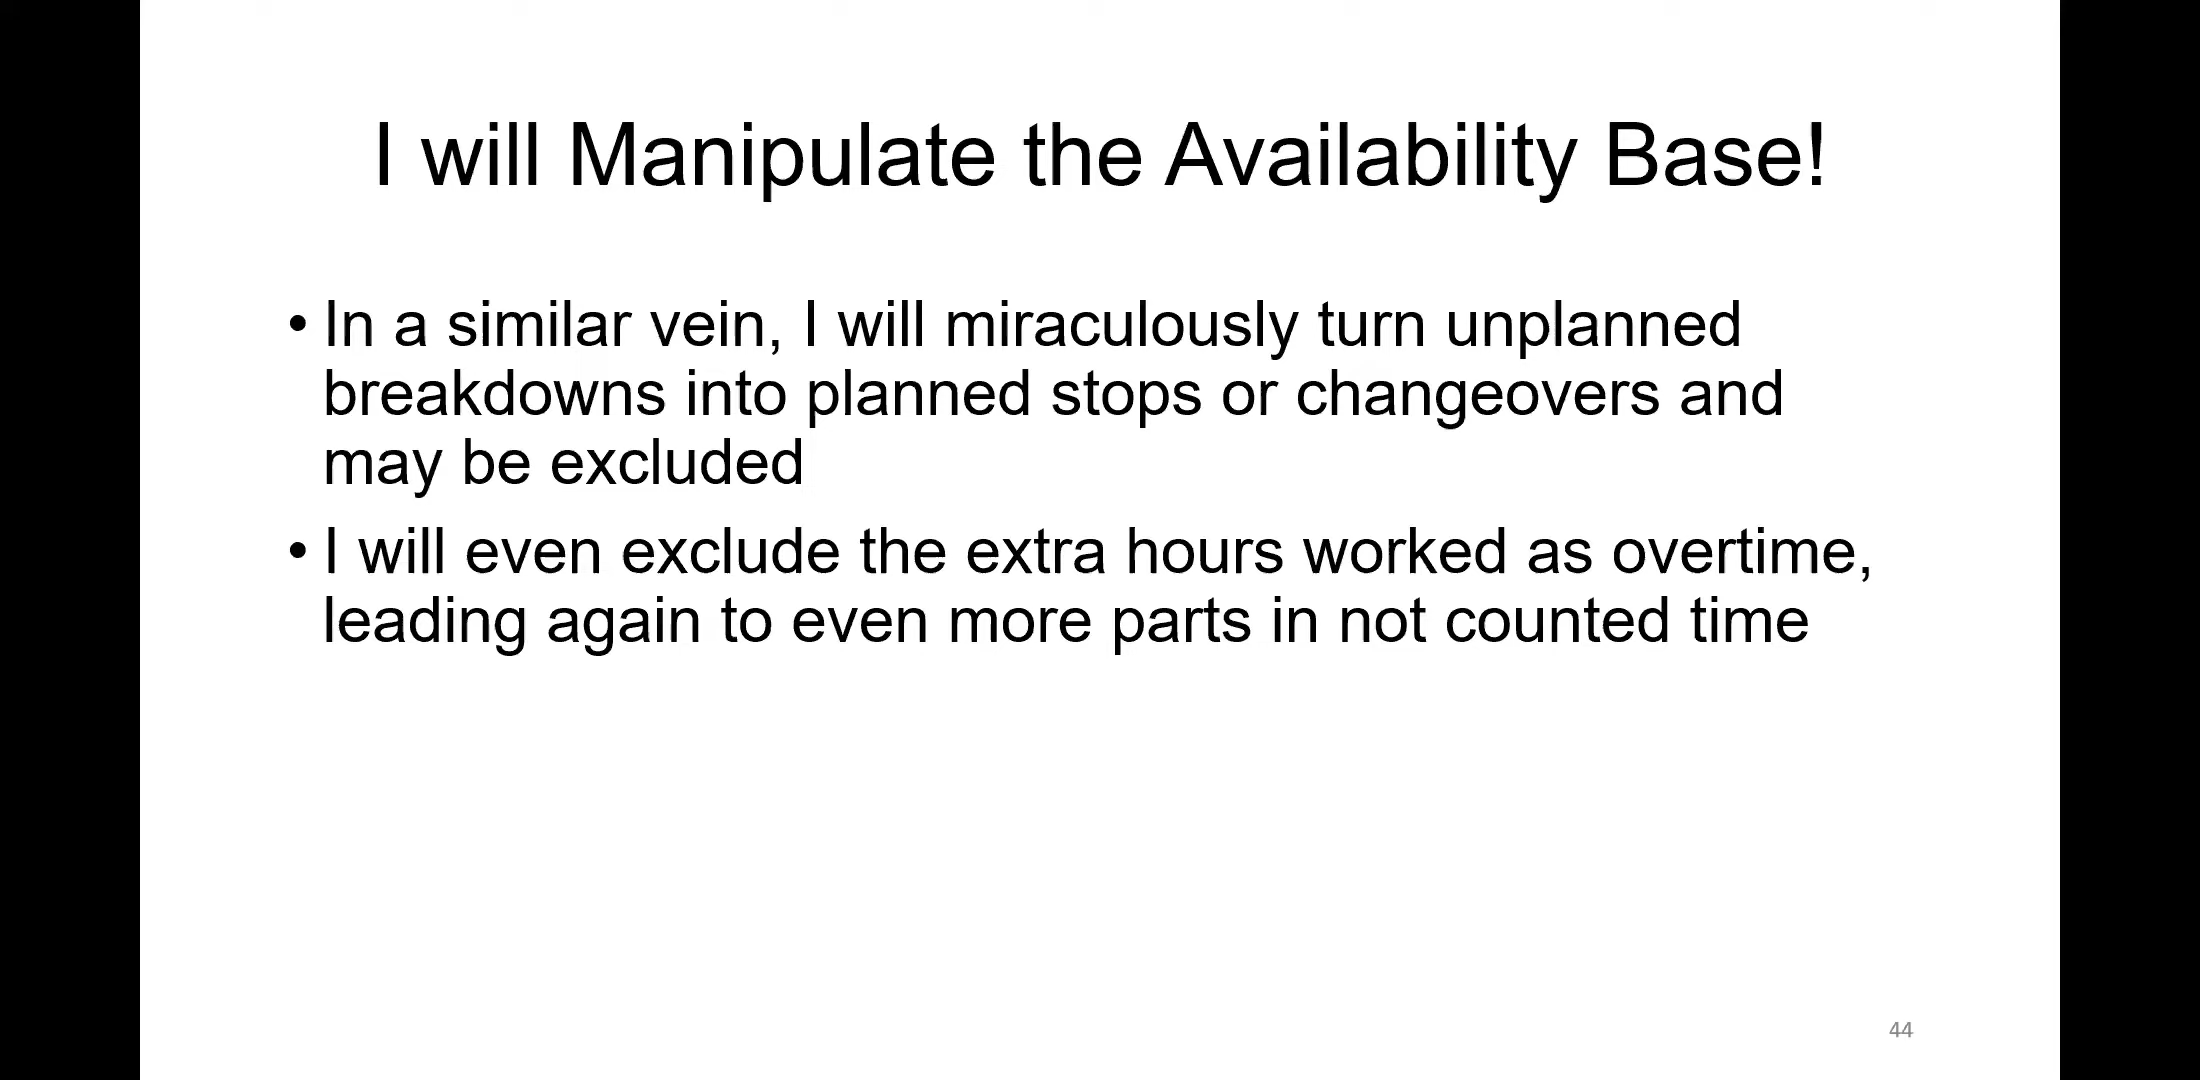 I will Manipulate the Availability Base!
• In a similar vein, I will miraculously turn unplanned
breakdowns into planned stops or changeovers and
may be excluded
• I will even exclude the extra hours worked as overtime,
leading again to even more parts in not counted time
44